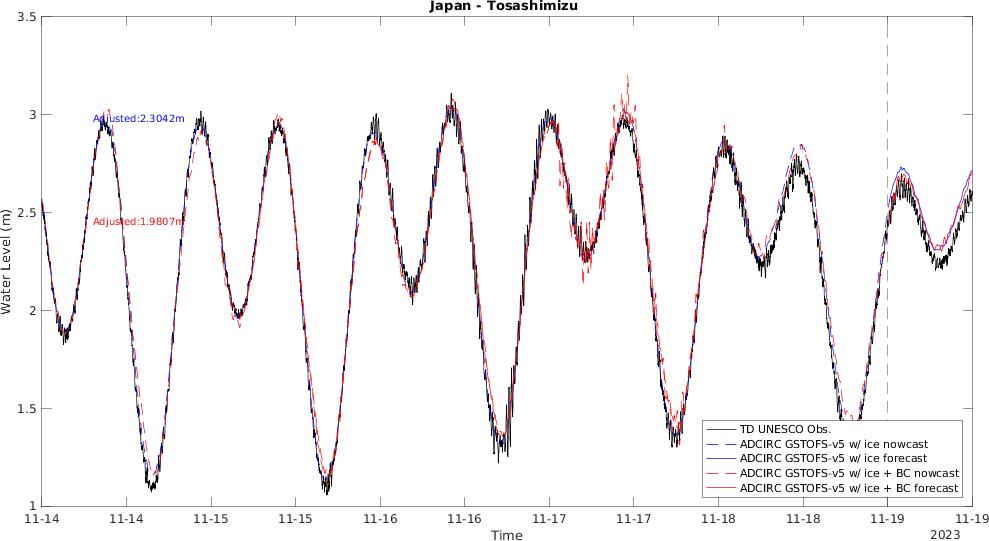 Japan - Tosashimizu
3.5
3
2.5
2
1.5
1
Water Level (m)
Adjusted:2.3042m
Adjusted:1.9807m
TD UNESCO Obs.
ADCIRC GSTOFS-v5 w/ ice nowcast
ADCIRC GSTOFS-v5 w/ ice forecast
ADCIRC GSTOFS-v5 w/ ice + BC nowcast
ADCIRC GSTOFS-v5 w/ ice + BC forecast
11-14 11-14 11-15 11-15 11-16 11-16 11-17 11-17 11-18 11-18 11-19 11-19
Time
2023